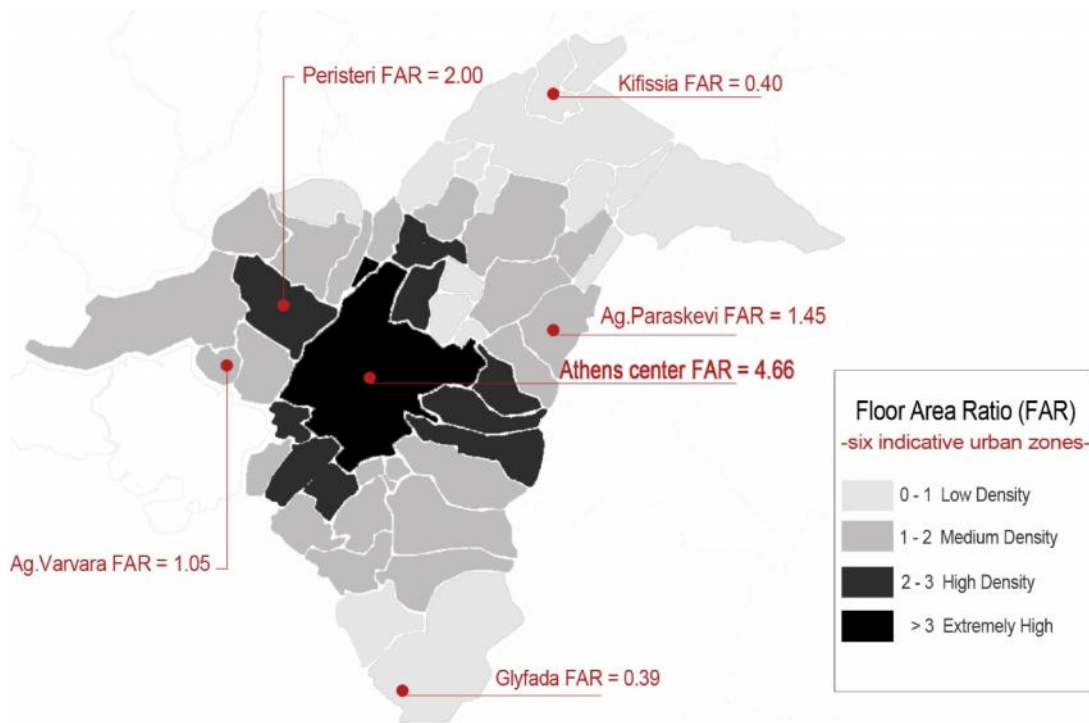 Peristeri FAR = 2.00
Kifissia FAR = 0.40
Ag.Paraskevi FAR = 1.45
Athens center FAR = 4.66
Ag.Varvara FAR = 1.05
Glyfada FAR = 0.39
Floor Area Ratio (FAR)
-six indicative urban zones-
0 - 1 Low Density
1 - 2 Medium Density
2 - 3 High Density
> 3 Extremely High